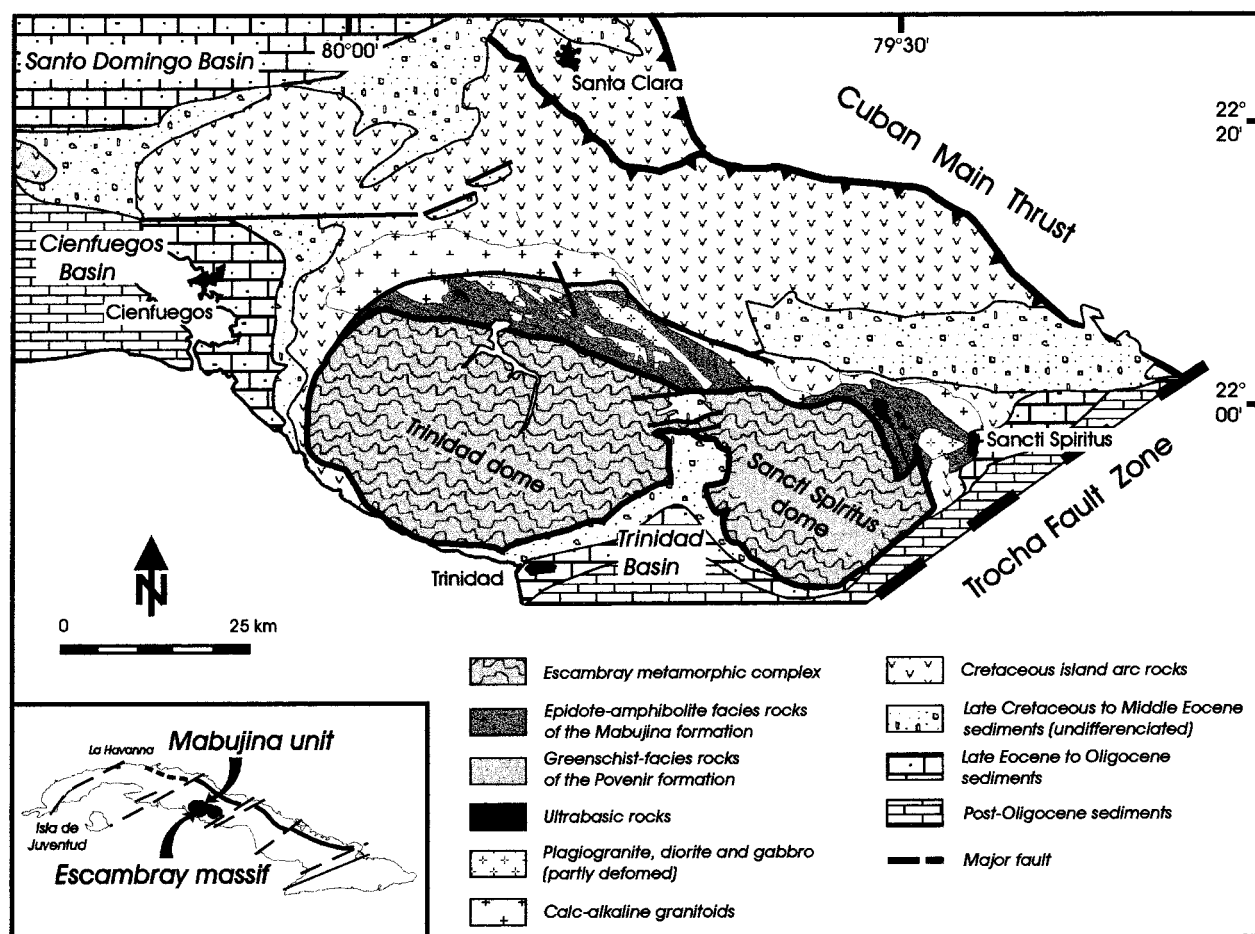 Santo Domingo Basin
80°00'
79°30'
Santa Clara
22°
20'
Cuban Main Thrust
Cienfuegos
Basin
Cienfuegos
22°
00'
Trinidad dome
Sancti Spiritus
Sancti Spiritus
dome
Trocha Fault Zone
Trinidad
Basin
Trinidad
N
0 25 km
Escambray metamorphic complex
Epidote-amphibolite facies rocks
of the Mabujina formation
Greenschist-facies rocks
of the Povenir formation
Ultrabasic rocks
Plagiogranite, diorite and gabbro
(partly defomed)
Calc-alkaline granitoids
Cretaceous island arc rocks
Late Cretaceous to Middle Eocene
sediments (undifferenciated)
Late Eocene to Oligocene
sediments
Post-Oligocene sediments
Major fault
Mabujina unit
La Havanna
Isla de
Juventud
Escambray massif